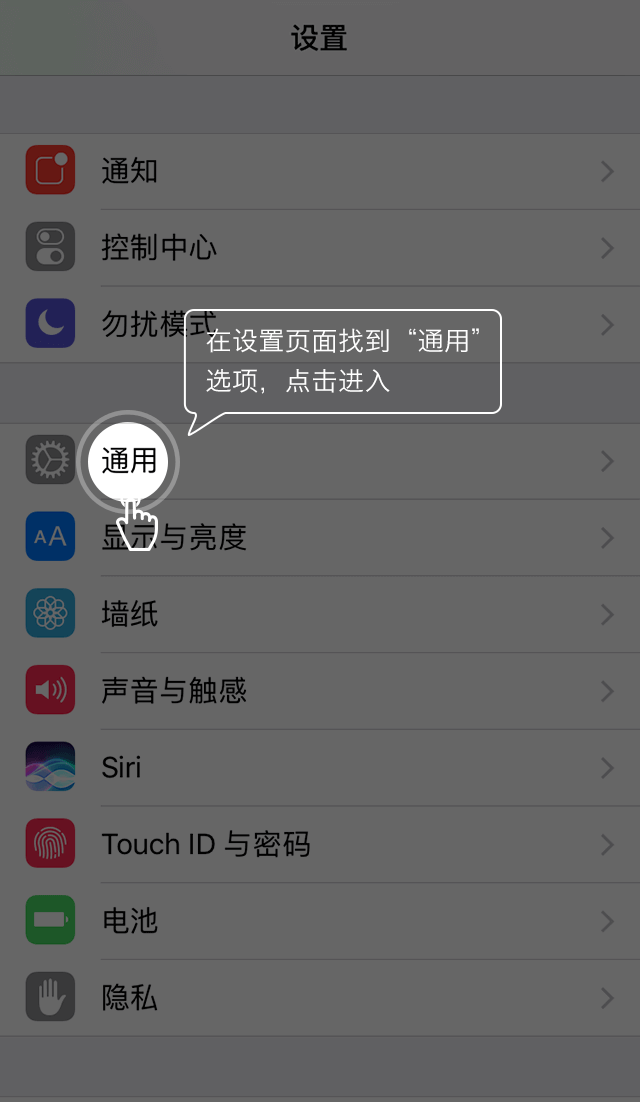 设置
通知
控制中心
勿扰模式
在设置页面找到“通用”
选项，点击进入
通用
AA
显示与亮度
墙纸
声音与触感
Siri
Touch ID 与密码
电池
隐私